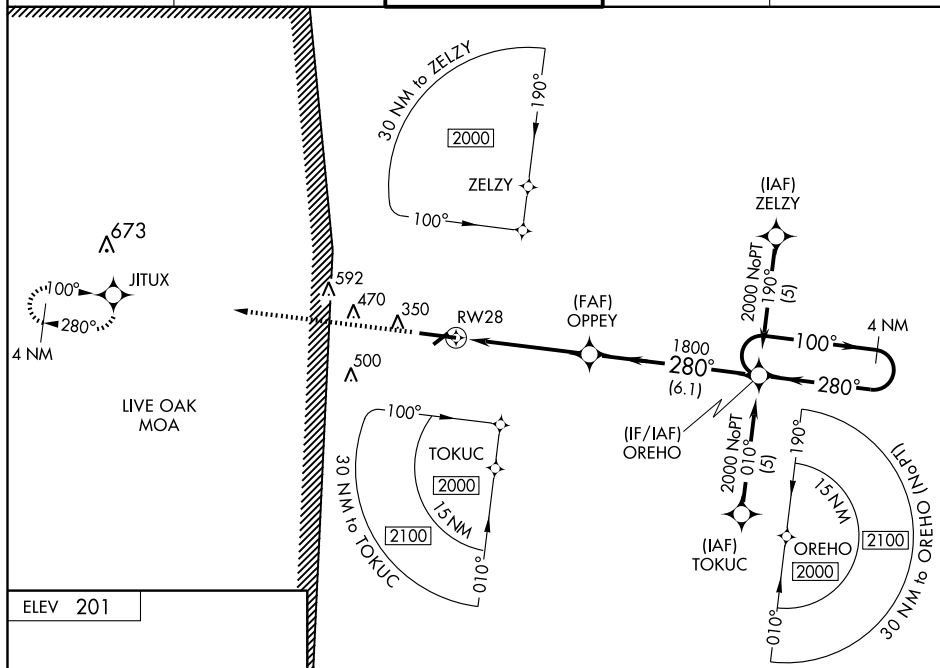 30 NM to ZELZY
190°
2000
ZELZY
100°
673
JITUX
100°
280°
4 NM
LIVE OAK
MOA
592
470
350
500
RW28
(FAF)
OPPEY
1800
280°
(6.1)
(IAF)
ZELZY
2000 NoPT
190°
(5)
100°
4 NM
280°
(IF/IAF)
OREHO
2000 NoPT
010°
(5)
(IAF)
TOKUC
100°
TOKUC
2000
15 NM
2100
30 NM to TOKUC
010°
190°
15 NM
OREHO
2000
2100
30 NM to OREHO (NoPT)
010°
ELEV 201